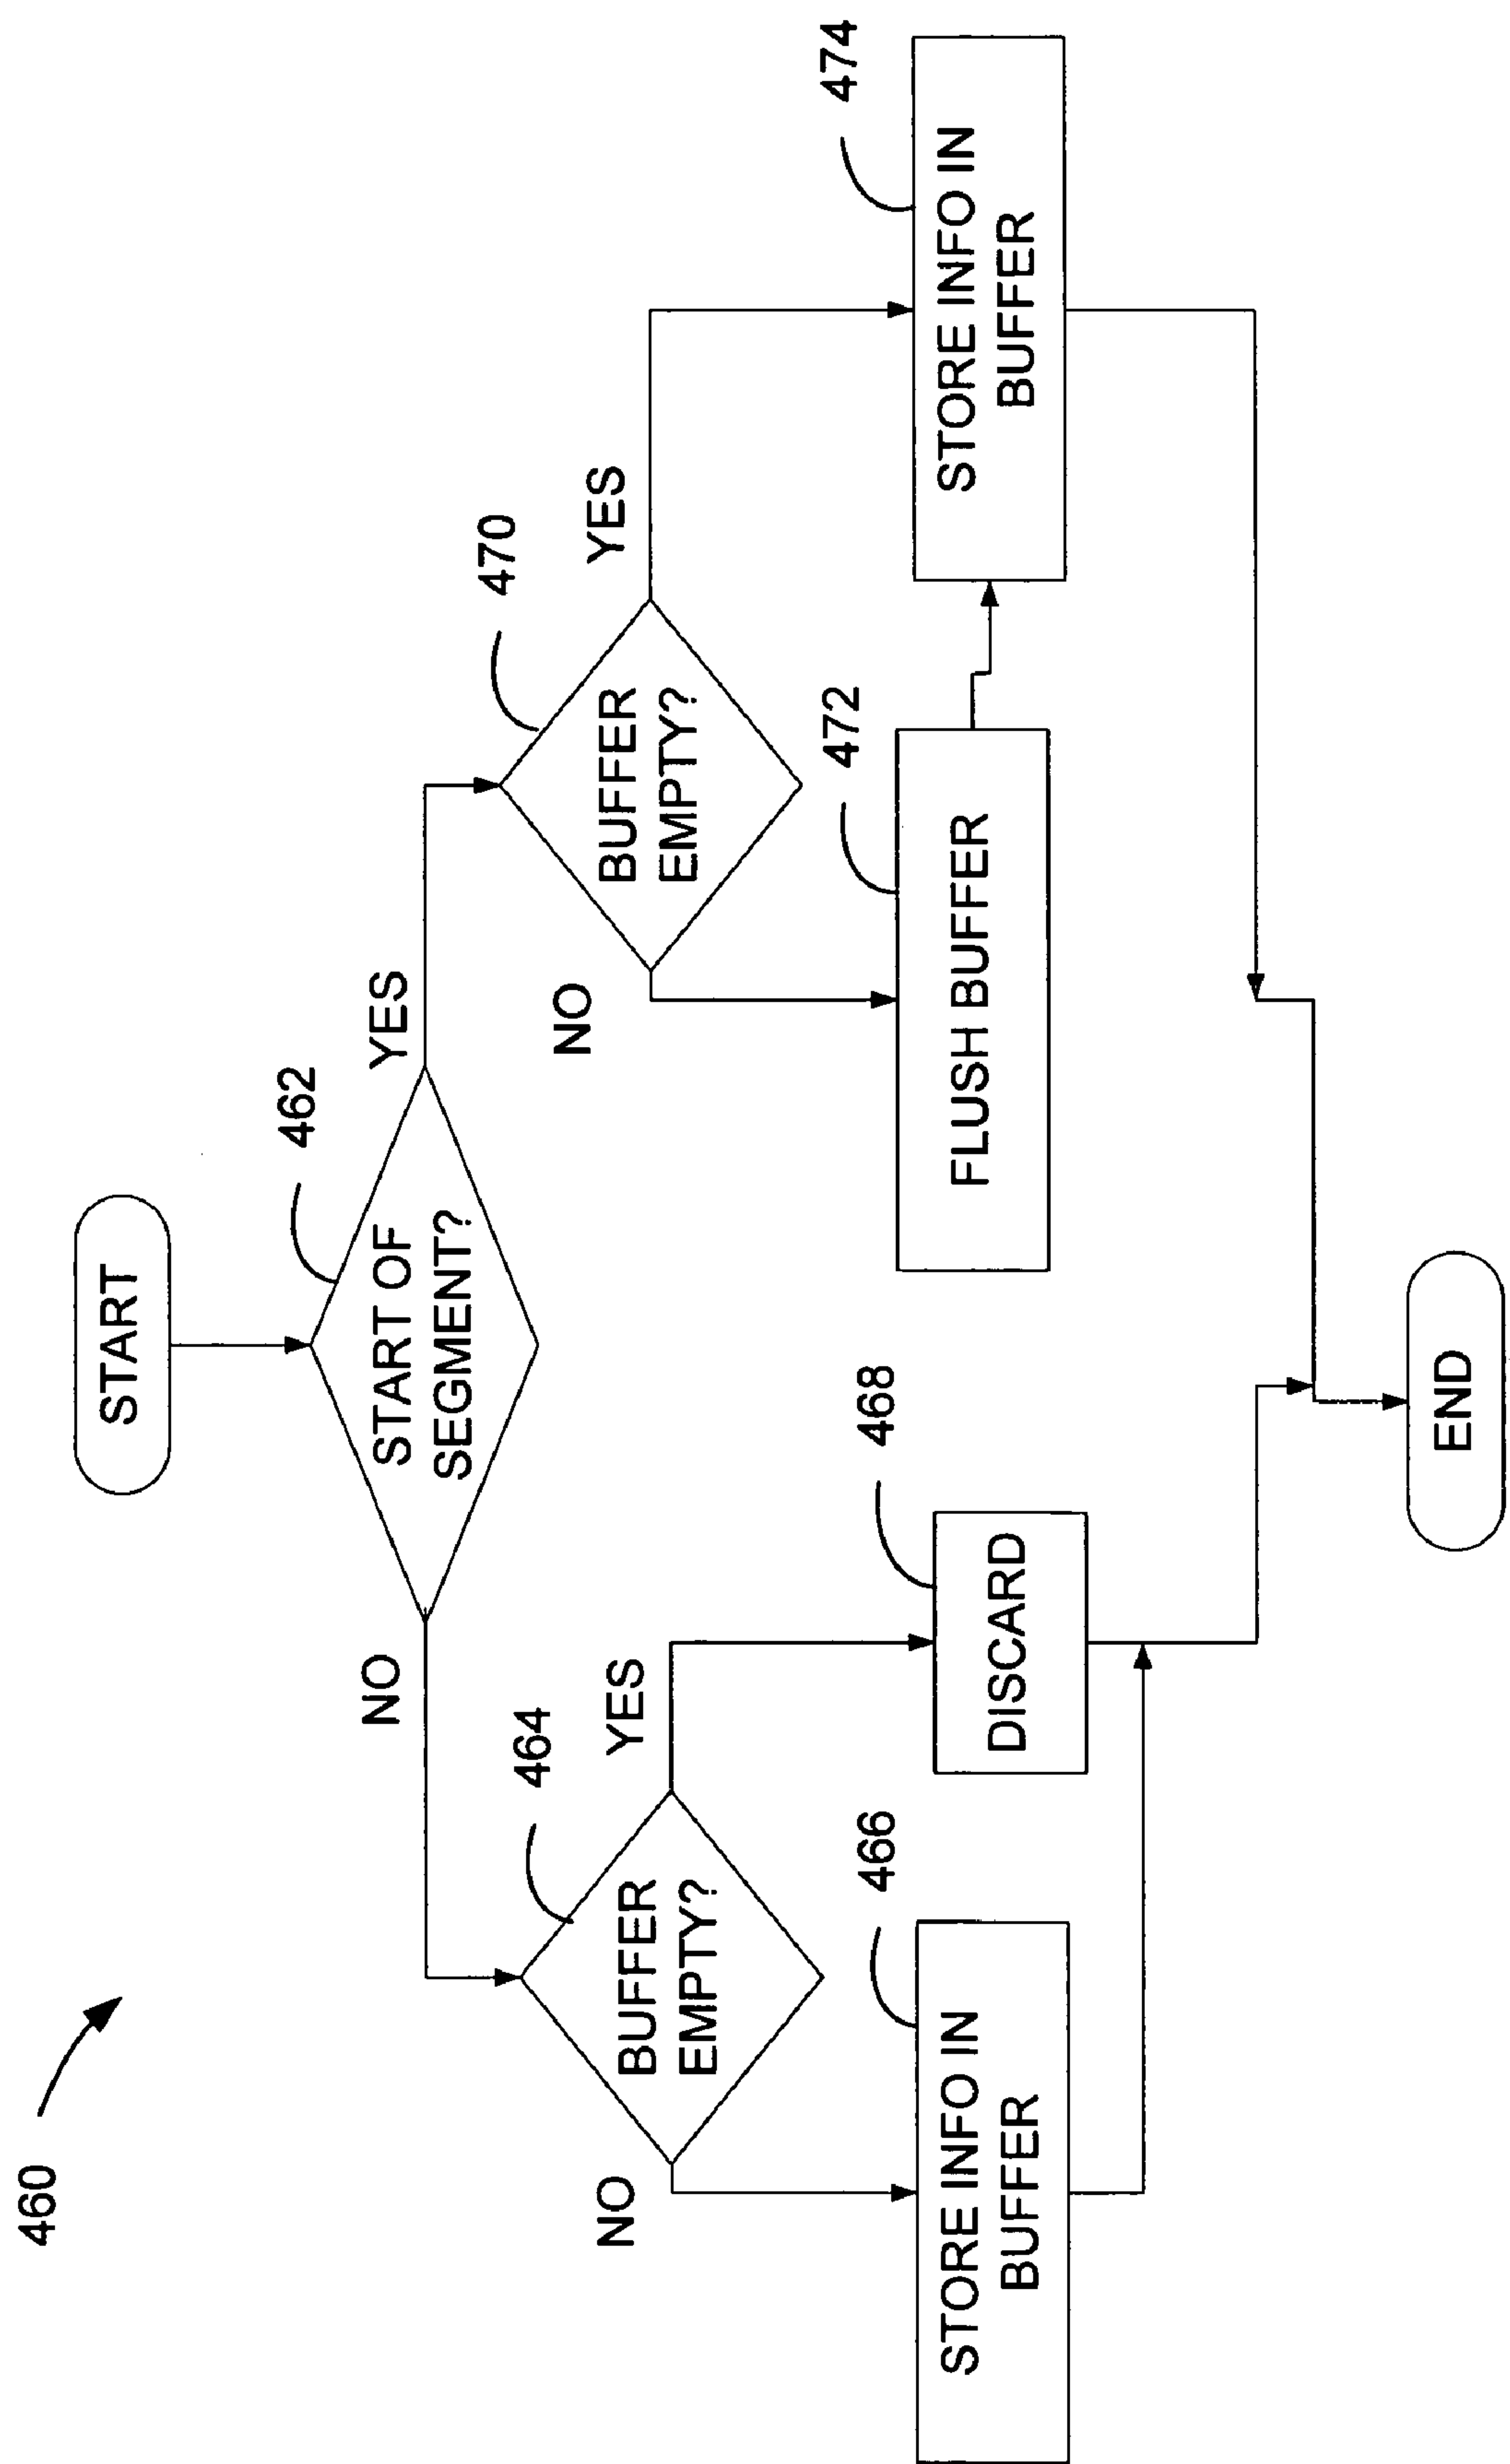 460
START
462
START OF
SEGMENT?
NO
YES
464
BUFFER
EMPTY?
NO
YES
470
BUFFER
EMPTY?
NO
YES
466
STORE INFO IN
BUFFER
468
DISCARD
472
FLUSH BUFFER
474
STORE INFO IN
BUFFER
END